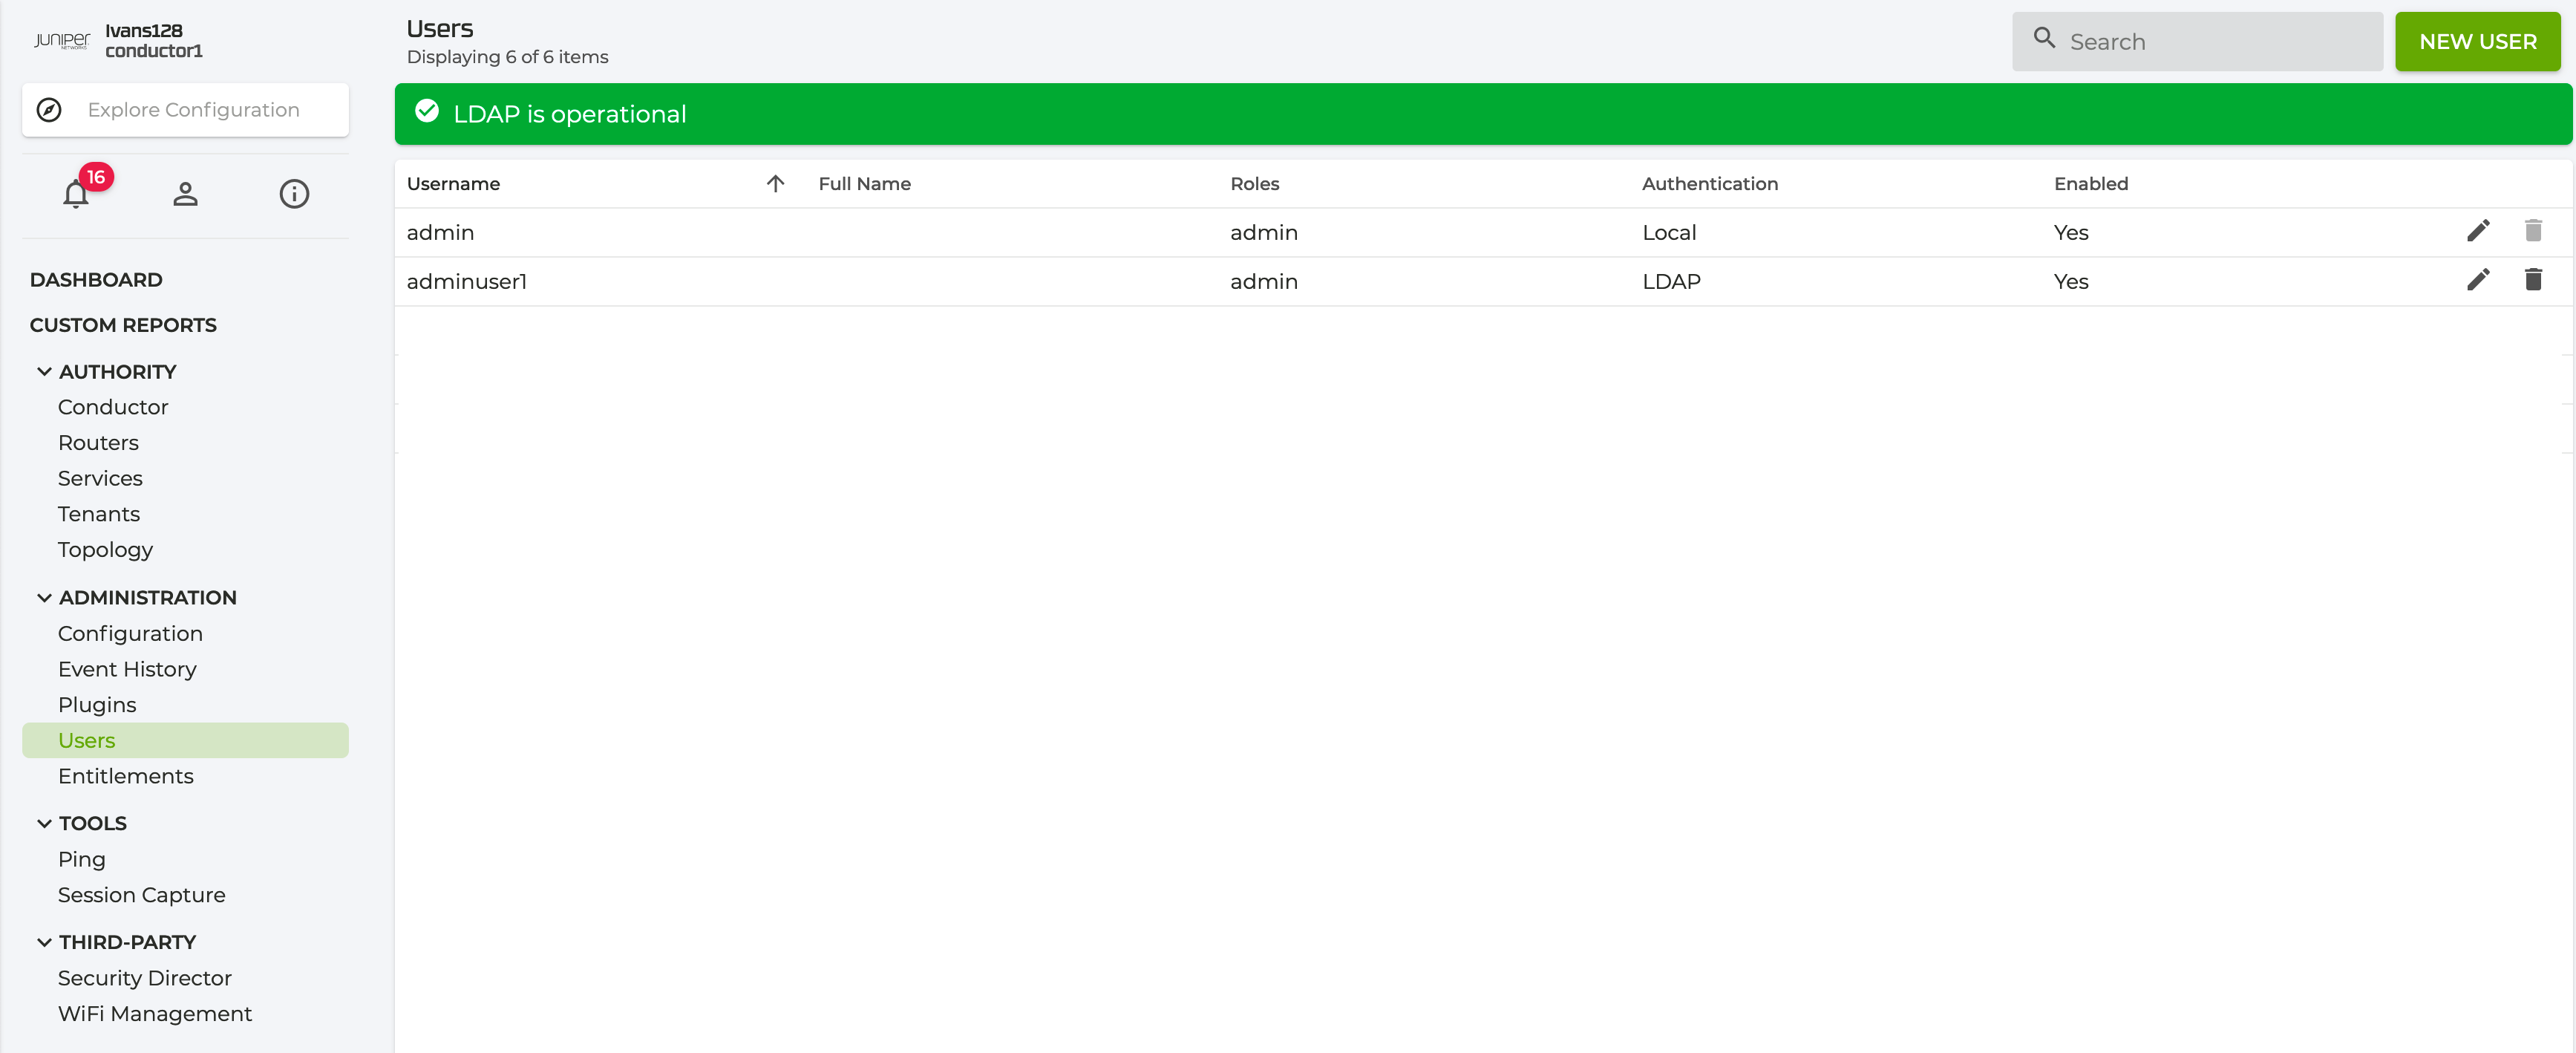 JUNIPER
NETWORKS
Ivans128
conductor1
Explore Configuration
16
DASHBOARD
CUSTOM REPORTS
AUTHORITY
Conductor
Routers
Services
Tenants
Topology
ADMINISTRATION
Configuration
Event History
Plugins
Users
Entitlements
TOOLS
Ping
Session Capture
THIRD-PARTY
Security Director
WiFi Management
Users
Displaying 6 of 6 items
Search
NEW USER
LDAP is operational
Username Full Name Roles Authentication Enabled
admin admin Local Yes
adminuser1 admin LDAP Yes